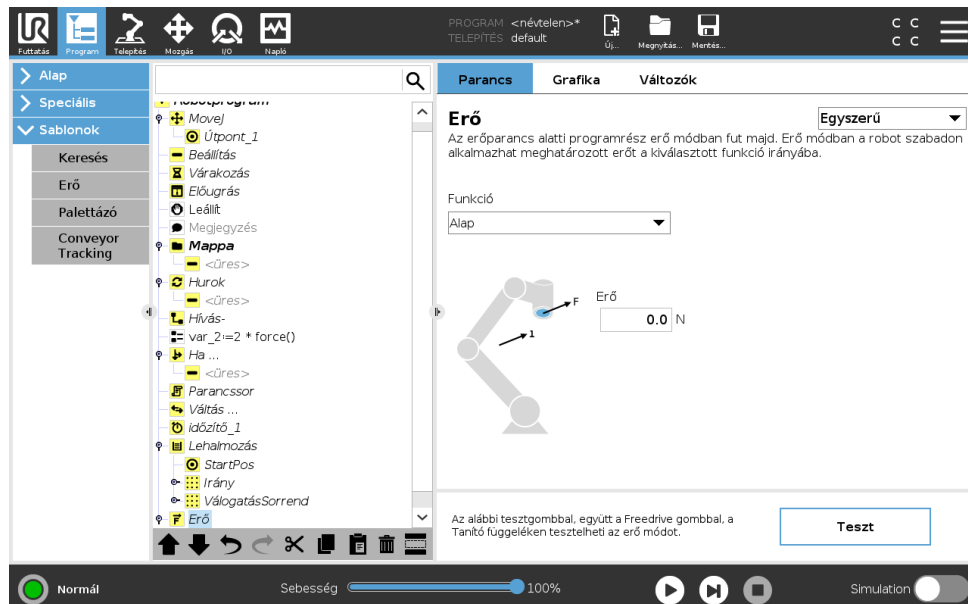 PROGRAM <névtelen>*
TELEPÍTÉS default
Futtatás
Program
Telepítés
Mozgás
I/O
Napló
Új...
Megnyitás...
Mentés...
C C
C C
Alap
Speciális
Sablonok
Keresés
Erő
Palettázó
Conveyor
Tracking
Robotprogram
MoveJ
Útpont_1
Beállítás
Várakozás
Előugrás
Leállít
Megjegyzés
Mappa
<üres>
Hurok
<üres>
Hívás-
var_2:=2 * force()
Ha ...
<üres>
Parancssor
Váltás ...
időzítő_1
Lehalmozás
StartPos
Irány
VálogatásSorrend
Erő
Parancs
Grafika
Változók
Erő
Egyszerű
Az erőparancs alatti programrész erő módban fut majd. Erő módban a robot szabadon
alkalmazhat meghatározott erőt a kiválasztott funkció irányába.
Funkció
Alap
F
1
Erő
0.0 N
Az alábbi tesztgombbal, együtt a Freedrive gombbal, a
Tanító függeléken tesztelheti az erő módot.
Teszt
Normál
Sebesség
100%
Simulation